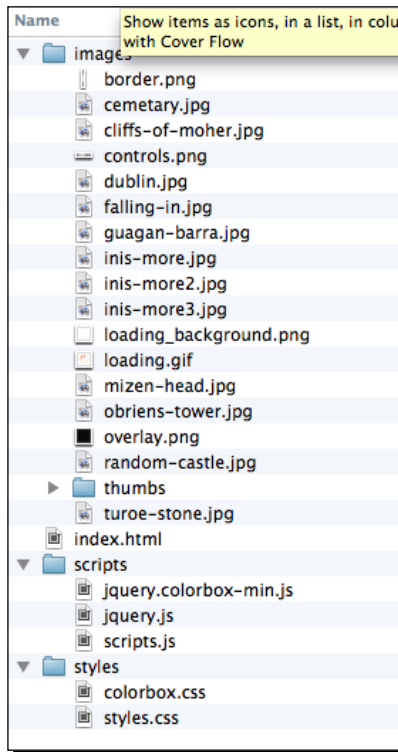 Name
Show items as icons, in a list, in colu
with Cover Flow
images
border.png
cemetary.jpg
cliffs-of-moher.jpg
controls.png
dublin.jpg
falling-in.jpg
guagan-barra.jpg
inis-more.jpg
inis-more2.jpg
inis-more3.jpg
loading_background.png
loading.gif
mizen-head.jpg
obriens-tower.jpg
overlay.png
random-castle.jpg
thumbs
turoe-stone.jpg
index.html
scripts
jquery.colorbox-min.js
jquery.js
scripts.js
styles
colorbox.css
styles.css